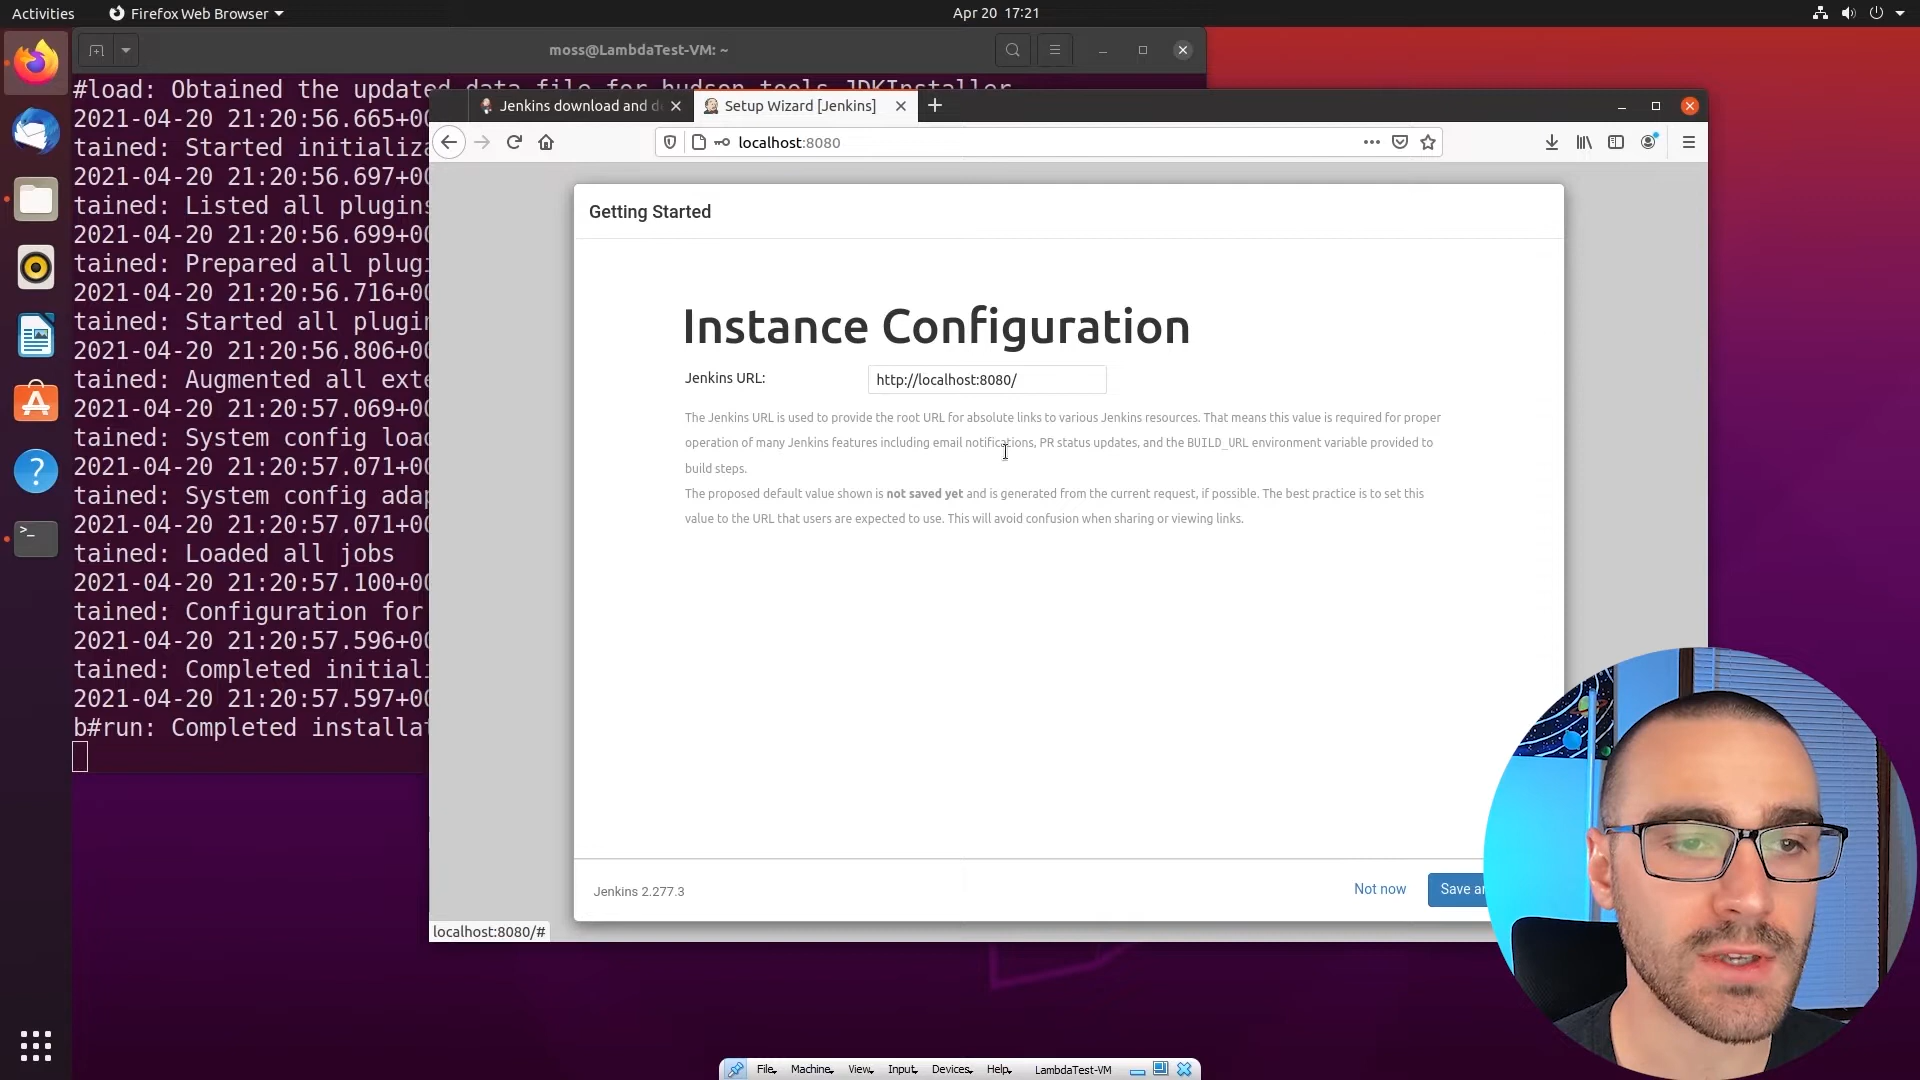 Activities
Firefox Web Browser
Apr 20 17:21
moss@LambdaTest-VM: ~
#load: Obtained the updated data file for hudson.tools.JDKInstaller
2021-04-20 21:20:56.665+00
tained: Started initializa
2021-04-20 21:20:56.697+00
tained: Listed all plugins
2021-04-20 21:20:56.699+00
tained: Prepared all plugi
2021-04-20 21:20:56.716+00
tained: Started all plugin
2021-04-20 21:20:56.806+00
tained: Augmented all exte
2021-04-20 21:20:57.069+00
tained: System config load
2021-04-20 21:20:57.071+00
tained: System config adap
2021-04-20 21:20:57.071+00
tained: Loaded all jobs
2021-04-20 21:20:57.100+00
tained: Configuration for
2021-04-20 21:20:57.596+00
tained: Completed initiali
2021-04-20 21:20:57.597+00
b#run: Completed installat
Jenkins download and de
Setup Wizard [Jenkins]
localhost:8080
Getting Started
Instance Configuration
Jenkins URL:
http://localhost:8080/
The Jenkins URL is used to provide the root URL for absolute links to various Jenkins resources. That means this value is required for proper
operation of many Jenkins features including email notifications, PR status updates, and the BUILD_URL environment variable provided to
build steps.
The proposed default value shown is not saved yet and is generated from the current request, if possible. The best practice is to set this
value to the URL that users are expected to use. This will avoid confusion when sharing or viewing links.
Jenkins 2.277.3
Not now
Save an
localhost:8080/#
File
Machine
View
Input
Devices
Help
LambdaTest-VM